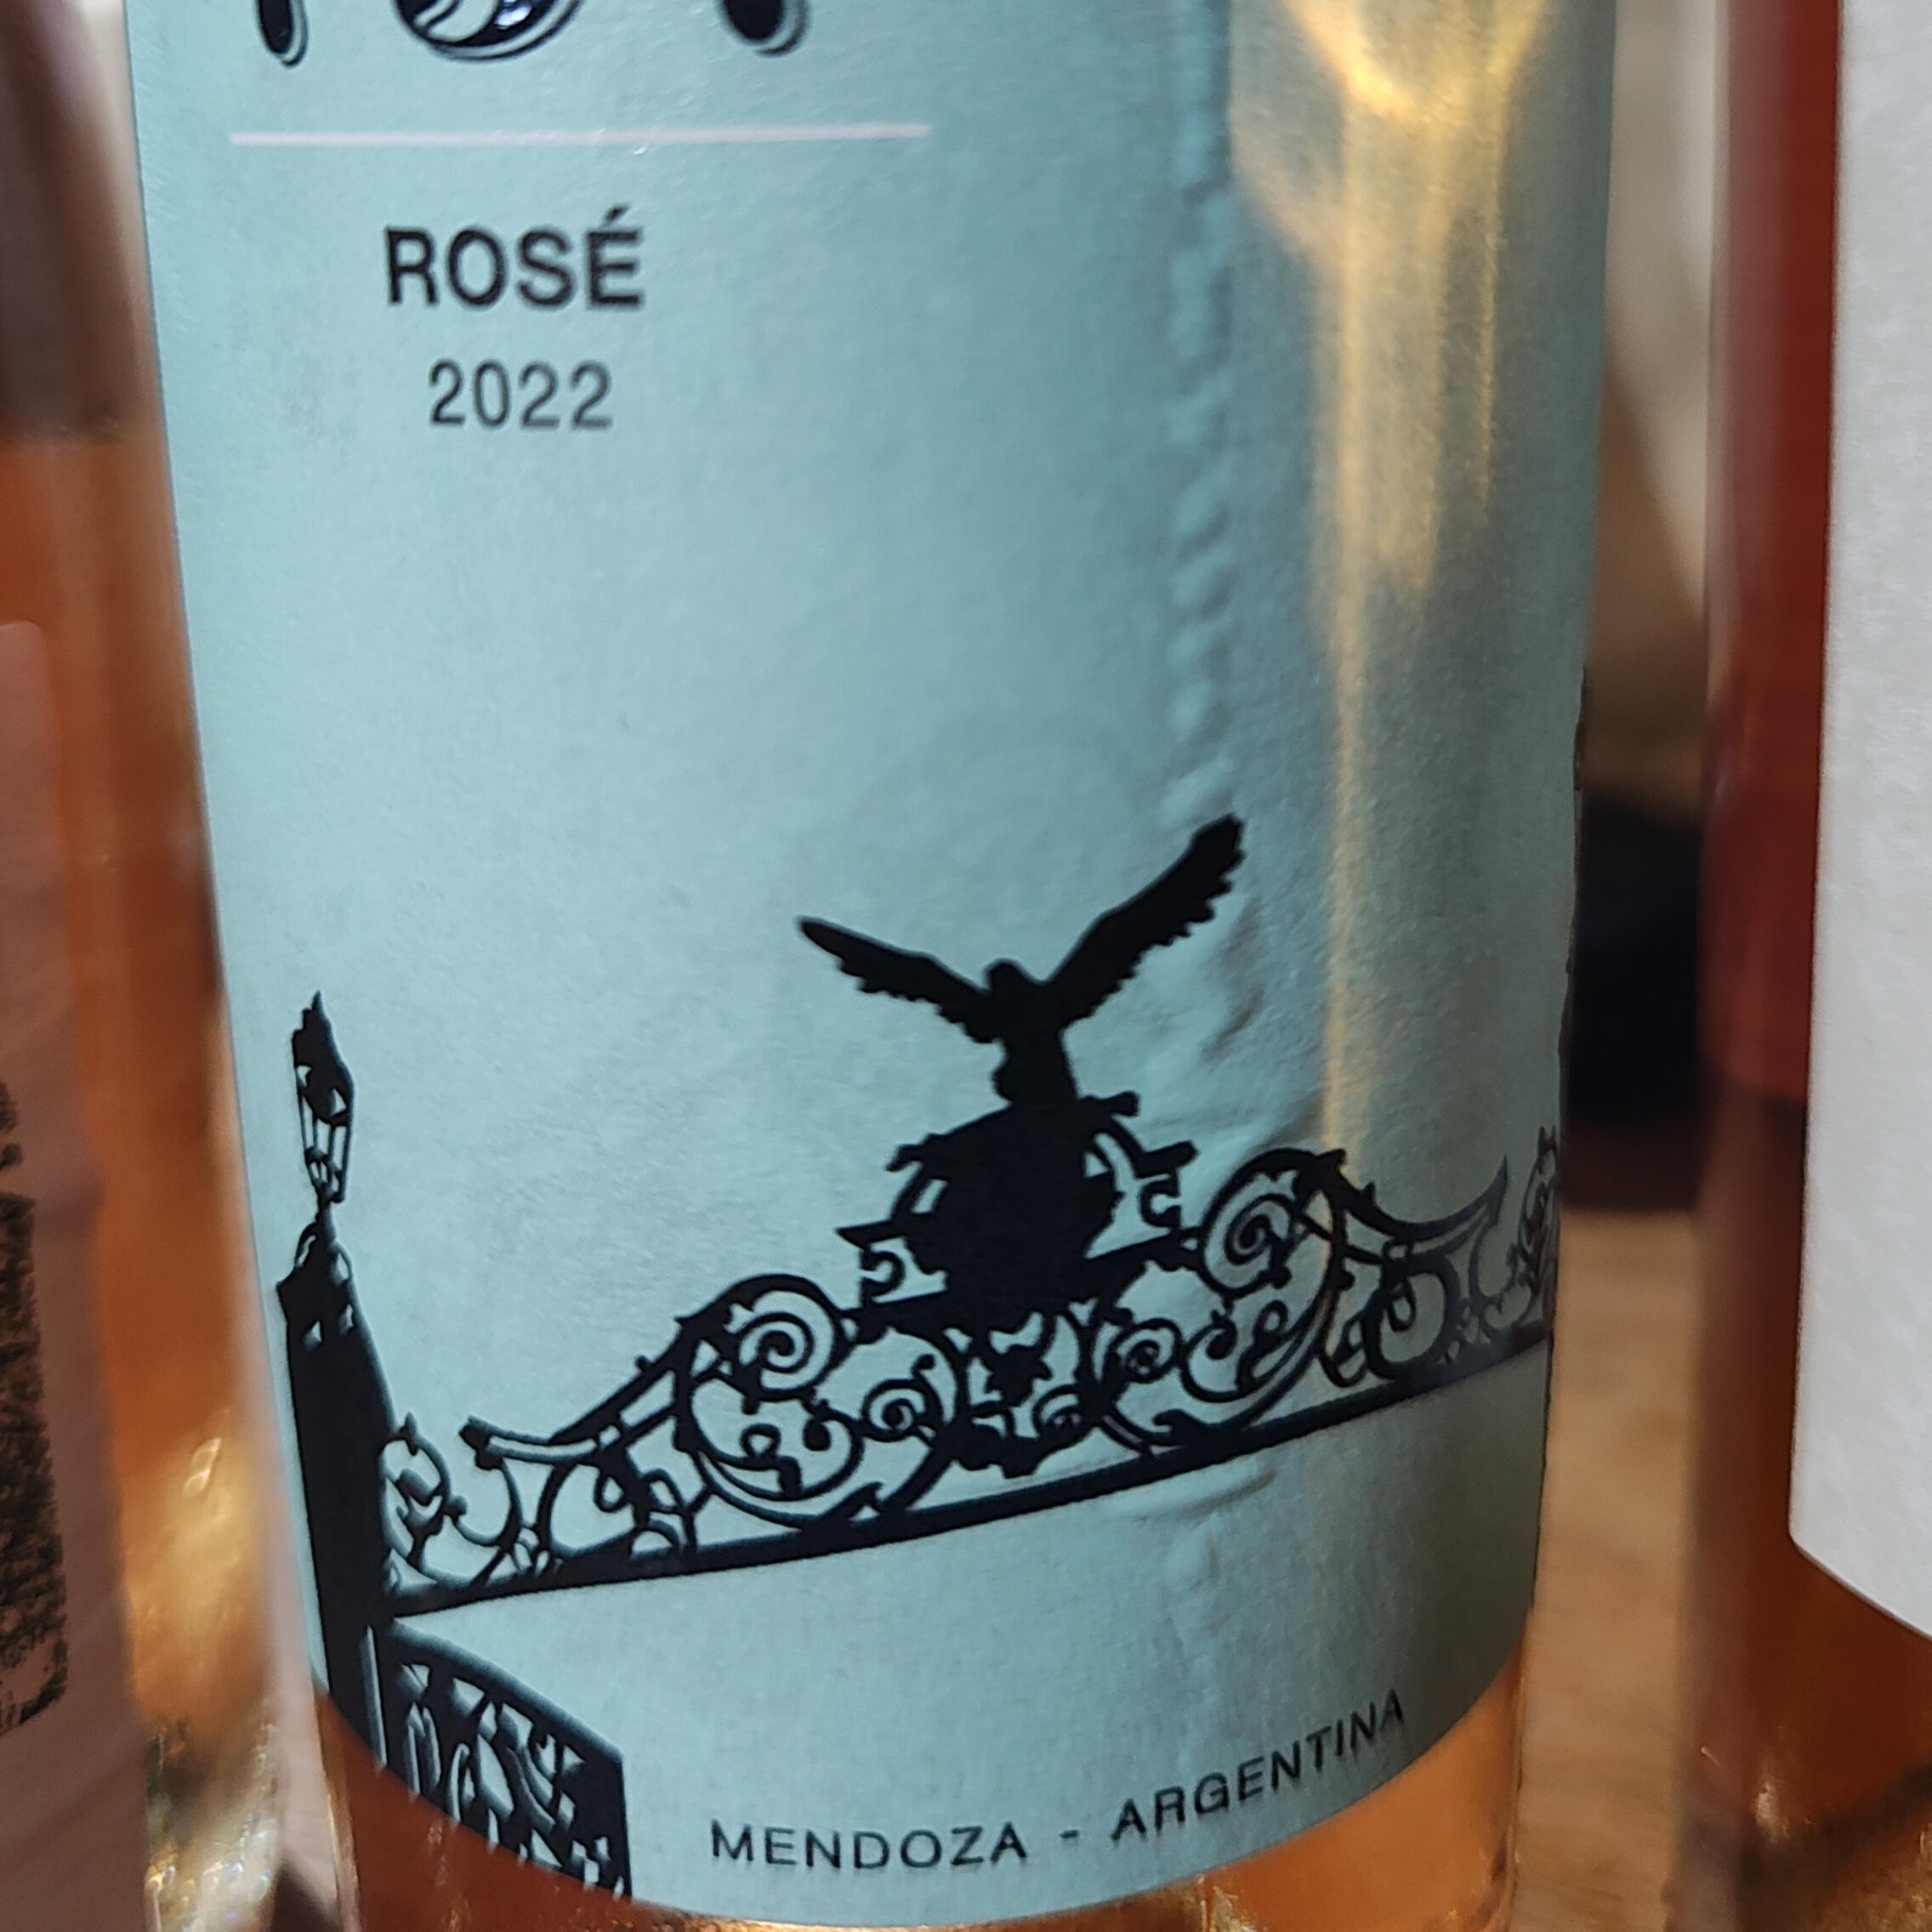 ROSÉ
2022
MENDOZA - ARGENTINA